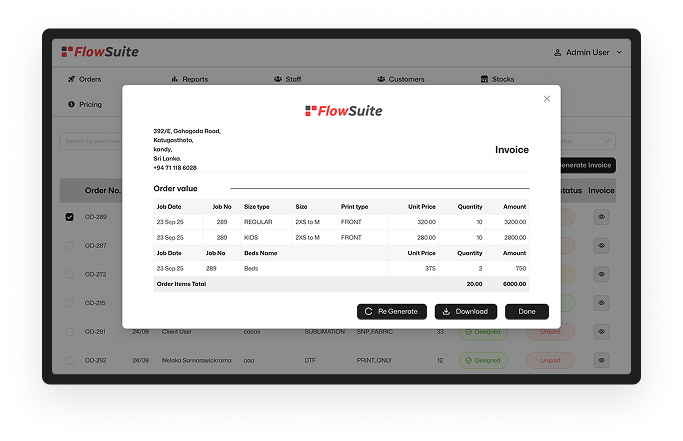 FlowSuite
Admin User
Orders Reports Staff Customers Stocks
Pricing
FlowSuite
392/E, Gohagoda Road,
Katugasthota,
kandy,
Sri Lanka.
+94 71 118 6028
Invoice
Search by order num
enerate Invoice
Order value
Order No. status Invoice
Job Date Job No Size type Size Print type Unit Price Quantity Amount
23 Sep 25 289 REGULAR 2XS to M FRONT 320.00 10 3200.00
23 Sep 25 289 KIDS 2XS to M FRONT 280.00 10 2800.00
Job Date Job No Beds Name Unit Price Quantity Amount
23 Sep 25 289 Beds 375 2 750
Order Items Total 20.00 6000.00
OD-289
OD-287
OD-272
OD-215
Re Generate Download Done
OD-291 24/09 Client User cacas SUBLIMATION SNP_FABRIC 33 Designed Unpaid
OD-292 24/09 Nelaka Samarawickrama aaa DTF PRINT_ONLY 12 Designed Unpaid